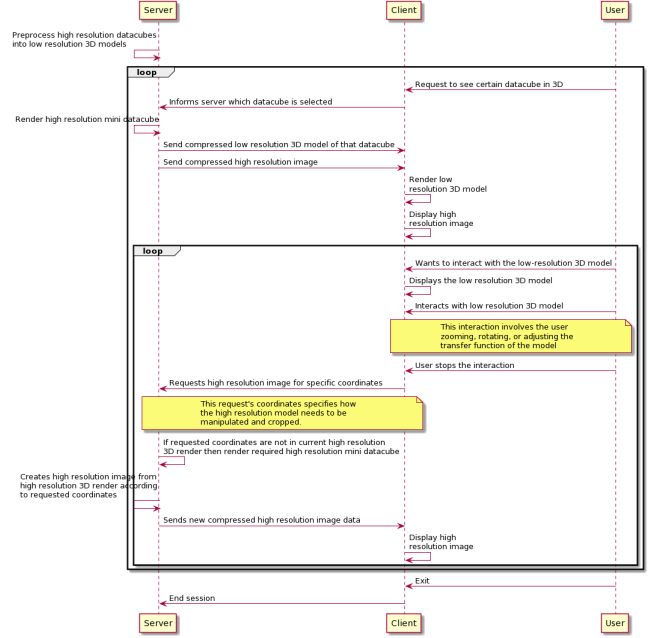 Server
Client
User
Preprocess high resolution datacubes
into low resolution 3D models
loop
Request to see certain datacube in 3D
Informs server which datacube is selected
Render high resolution mini datacube
Send compressed low resolution 3D model of that datacube
Send compressed high resolution image
Render low
resolution 3D model
Display high
resolution image
loop
Wants to interact with the low-resolution 3D model
Displays the low resolution 3D model
Interacts with low resolution 3D model
This interaction involves the user
zooming, rotating, or adjusting the
transfer function of the model
User stops the interaction
Requests high resolution image for specific coordinates
This request's coordinates specifies how
the high resolution model needs to be
manipulated and cropped.
If requested coordinates are not in current high resolution
3D render then render required high resolution mini datacube
Creates high resolution image from
high resolution 3D render according
to requested coordinates
Sends new compressed high resolution image data
Display high
resolution image
Exit
End session
Server
Client
User